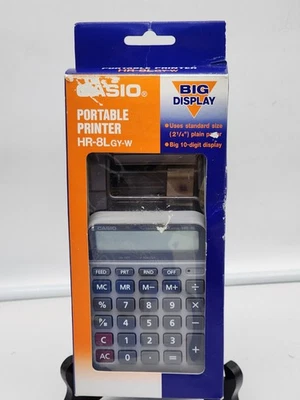 PORTABLE PRINTER
HR-8LGY-W
CASIO®
PORTABLE
PRINTER
HR-8LGY-W
BIG
DISPLAY
• Uses standard size
(2¼") plain paper
• Big 10-digit display
CASIO
FEED PRT RND OFF
MC MR M− M+ ÷
% 7 8 9 ×
P/# 4 5 6 −
C 1 2 3 +
AC 0 · =